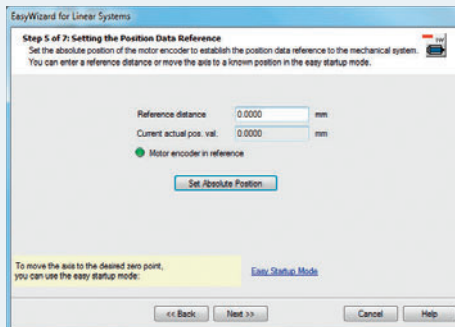 EasyWizard for Linear Systems
Step 5 of 7: Setting the Position Data Reference
Set the absolute position of the motor encoder to establish the position data reference to the mechanical system.
You can enter a reference distance or move the axis to a known position in the easy startup mode.
Reference distance 0.0000 mm
Current actual pos. val. 0.0000 mm
Motor encoder in reference
Set Absolute Position
To move the axis to the desired zero point,
you can use the easy startup mode: Easy Startup Mode
<< Back Next >> Cancel Help